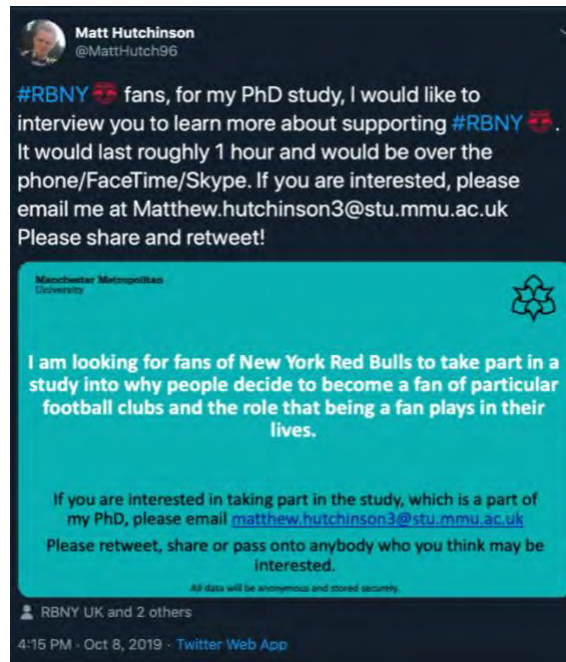 Matt Hutchinson
@MattHutch96
#RBNY fans, for my PhD study, I would like to
interview you to learn more about supporting #RBNY .
It would last roughly 1 hour and would be over the
phone/FaceTime/Skype. If you are interested, please
email me at Matthew.hutchinson3@stu.mmu.ac.uk
Please share and retweet!
Manchester Metropolitan
University
I am looking for fans of New York Red Bulls to take part in a
study into why people decide to become a fan of particular
football clubs and the role that being a fan plays in their
lives.
If you are interested in taking part in the study, which is a part of
my PhD, please email matthew.hutchinson3@stu.mmu.ac.uk
Please retweet, share or pass onto anybody who you think may be
interested.
All data will be anonymous and stored securely.
RBNY UK and 2 others
4:15 PM · Oct 8, 2019 · Twitter Web App